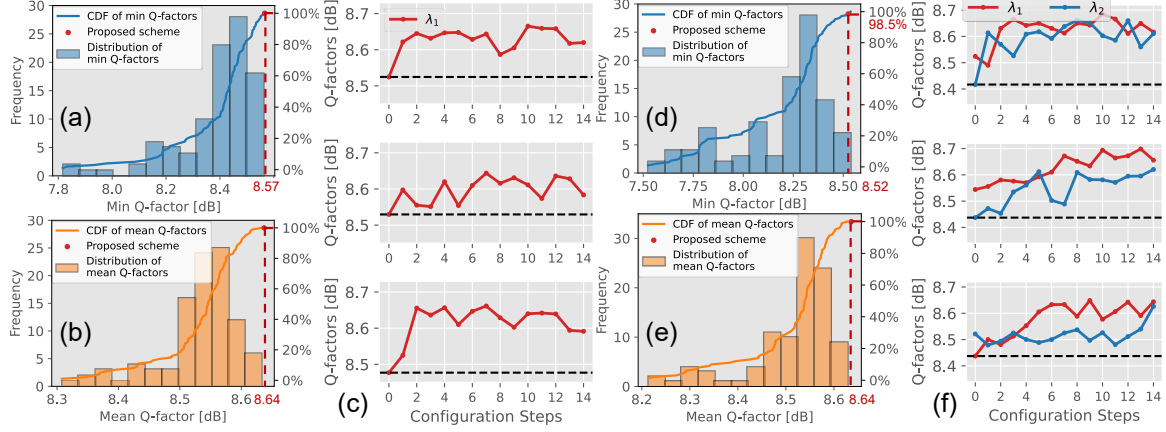 30
25
20
15
10
5
0
Frequency
CDF of min Q-factors
Proposed scheme
Distribution of
min Q-factors
(a)
100%
80%
60%
40%
20%
0%
7.8
8.0
8.2
8.4
8.57
Min Q-factor [dB]
30
25
20
15
10
5
0
Frequency
CDF of mean Q-factors
Proposed scheme
Distribution of
mean Q-factors
(b)
100%
80%
60%
40%
20%
0%
8.3
8.4
8.5
8.6
8.64
Mean Q-factor [dB]
λ1
Q-factors [dB]
8.7
8.6
8.5
0 2 4 6 8 10 12 14
Q-factors [dB]
8.7
8.6
8.5
0 2 4 6 8 10 12 14
Q-factors [dB]
8.7
8.6
8.5
0 2 4 6 8 10 12 14
(c)
Configuration Steps
30
25
20
15
10
5
0
Frequency
CDF of min Q-factors
Proposed scheme
Distribution of
min Q-factors
(d)
100%
98.5%
80%
60%
40%
20%
0%
7.50
7.75
8.00
8.25
8.50
8.52
Min Q-factor [dB]
30
20
10
0
Frequency
CDF of mean Q-factors
Proposed scheme
Distribution of
mean Q-factors
(e)
100%
80%
60%
40%
20%
0%
8.2
8.3
8.4
8.5
8.6
8.64
Mean Q-factor [dB]
λ1 λ2
Q-factors [dB]
8.6
8.4
0 2 4 6 8 10 12 14
Q-factors [dB]
8.7
8.6
8.5
8.4
0 2 4 6 8 10 12 14
Q-factors [dB]
8.7
8.6
8.5
8.4
0 2 4 6 8 10 12 14
(f)
Configuration Steps